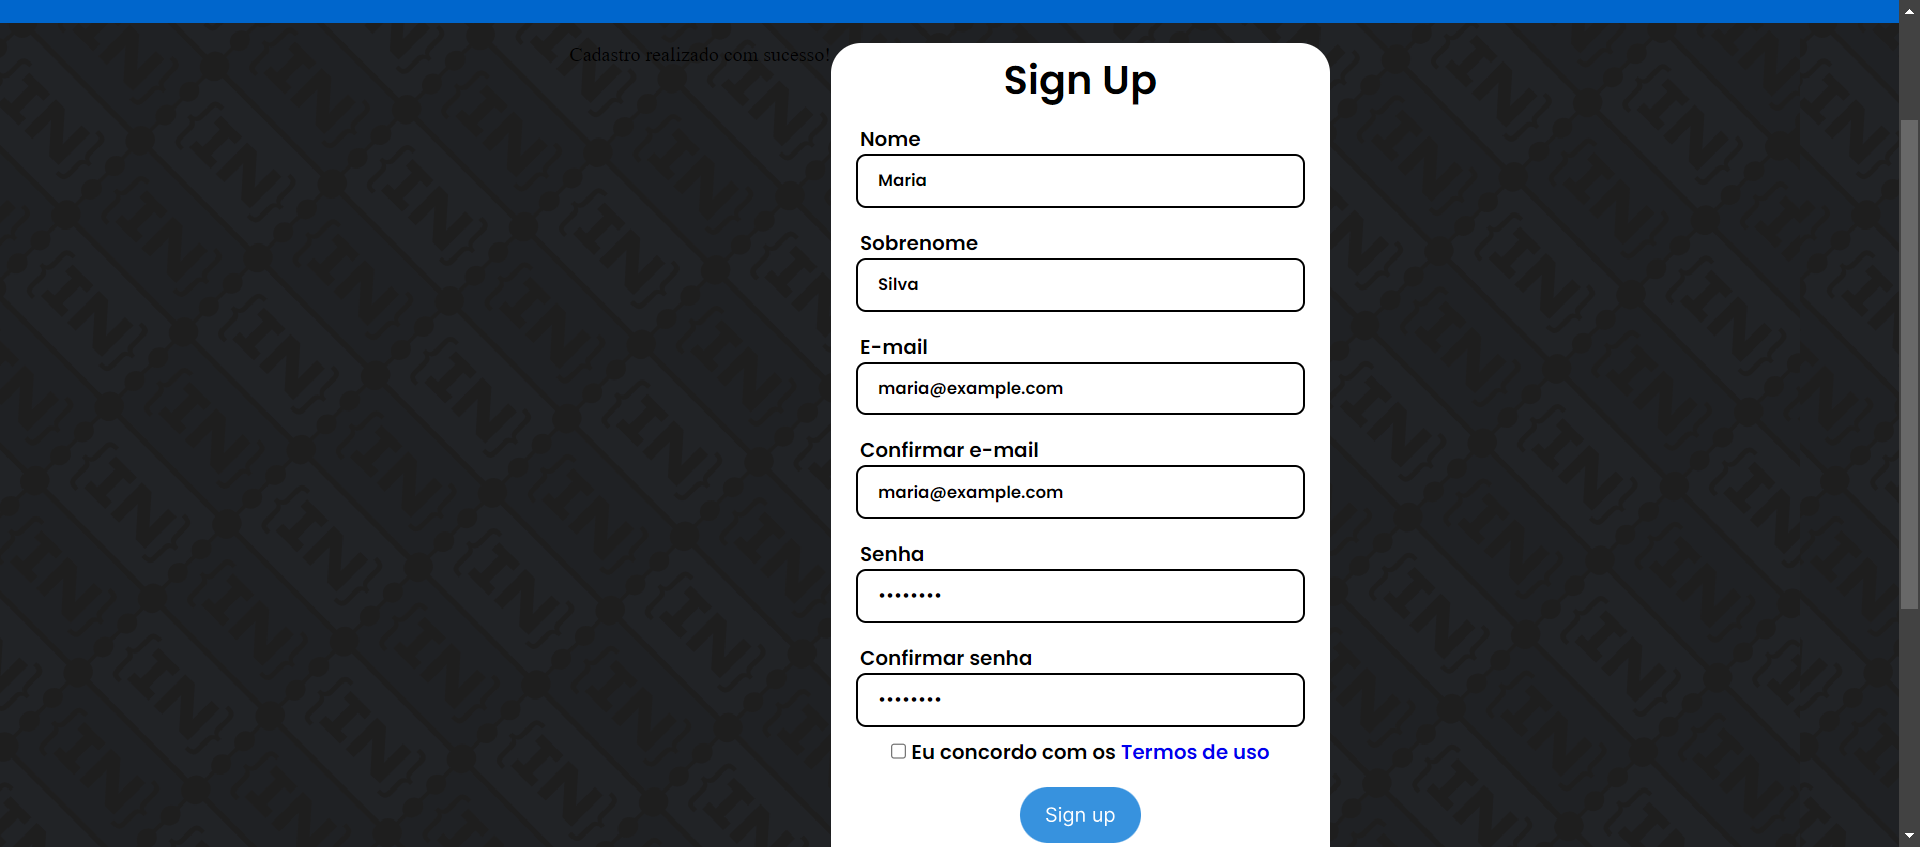 Cadastro realizado com sucesso!
Sign Up
Nome
Maria
Sobrenome
Silva
E-mail
maria@example.com
Confirmar e-mail
maria@example.com
Senha
••••••••
Confirmar senha
••••••••
Eu concordo com os Termos de uso
Sign up